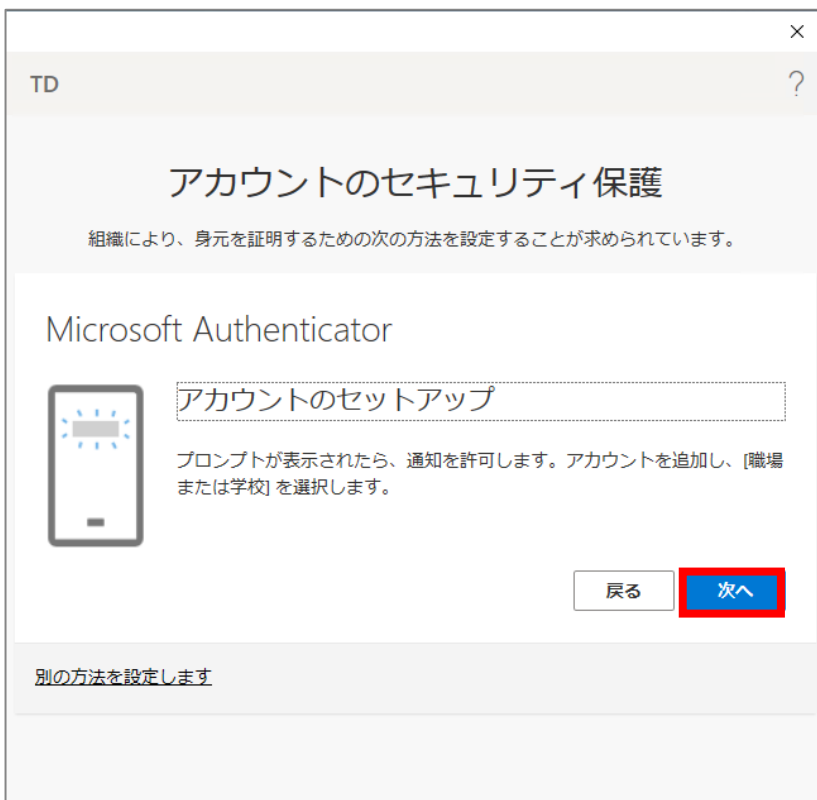 TD
?
アカウントのセキュリティ保護
組織により、身元を証明するための次の方法を設定することが求められています。
Microsoft Authenticator
アカウントのセットアップ
プロンプトが表示されたら、通知を許可します。アカウントを追加し、[職場
または学校] を選択します。
戻る 次へ
別の方法を設定します